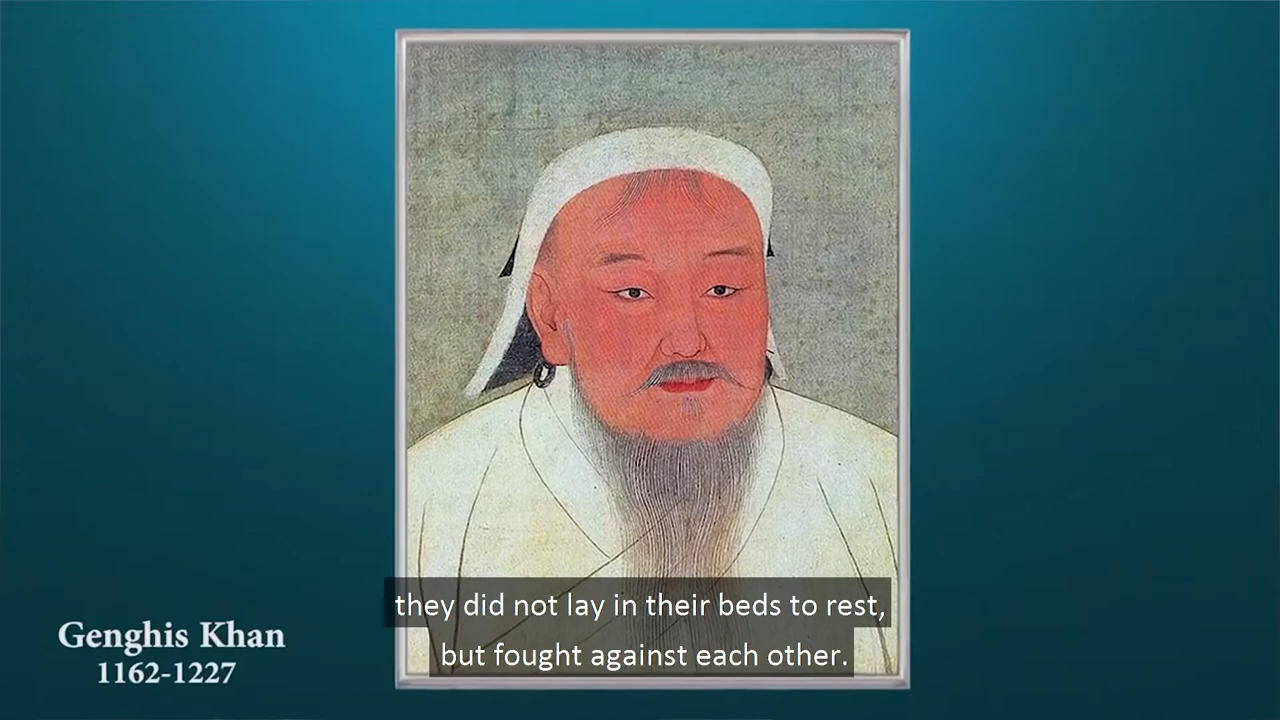 they did not lay in their beds to rest,
but fought against each other.
Genghis Khan
1162-1227